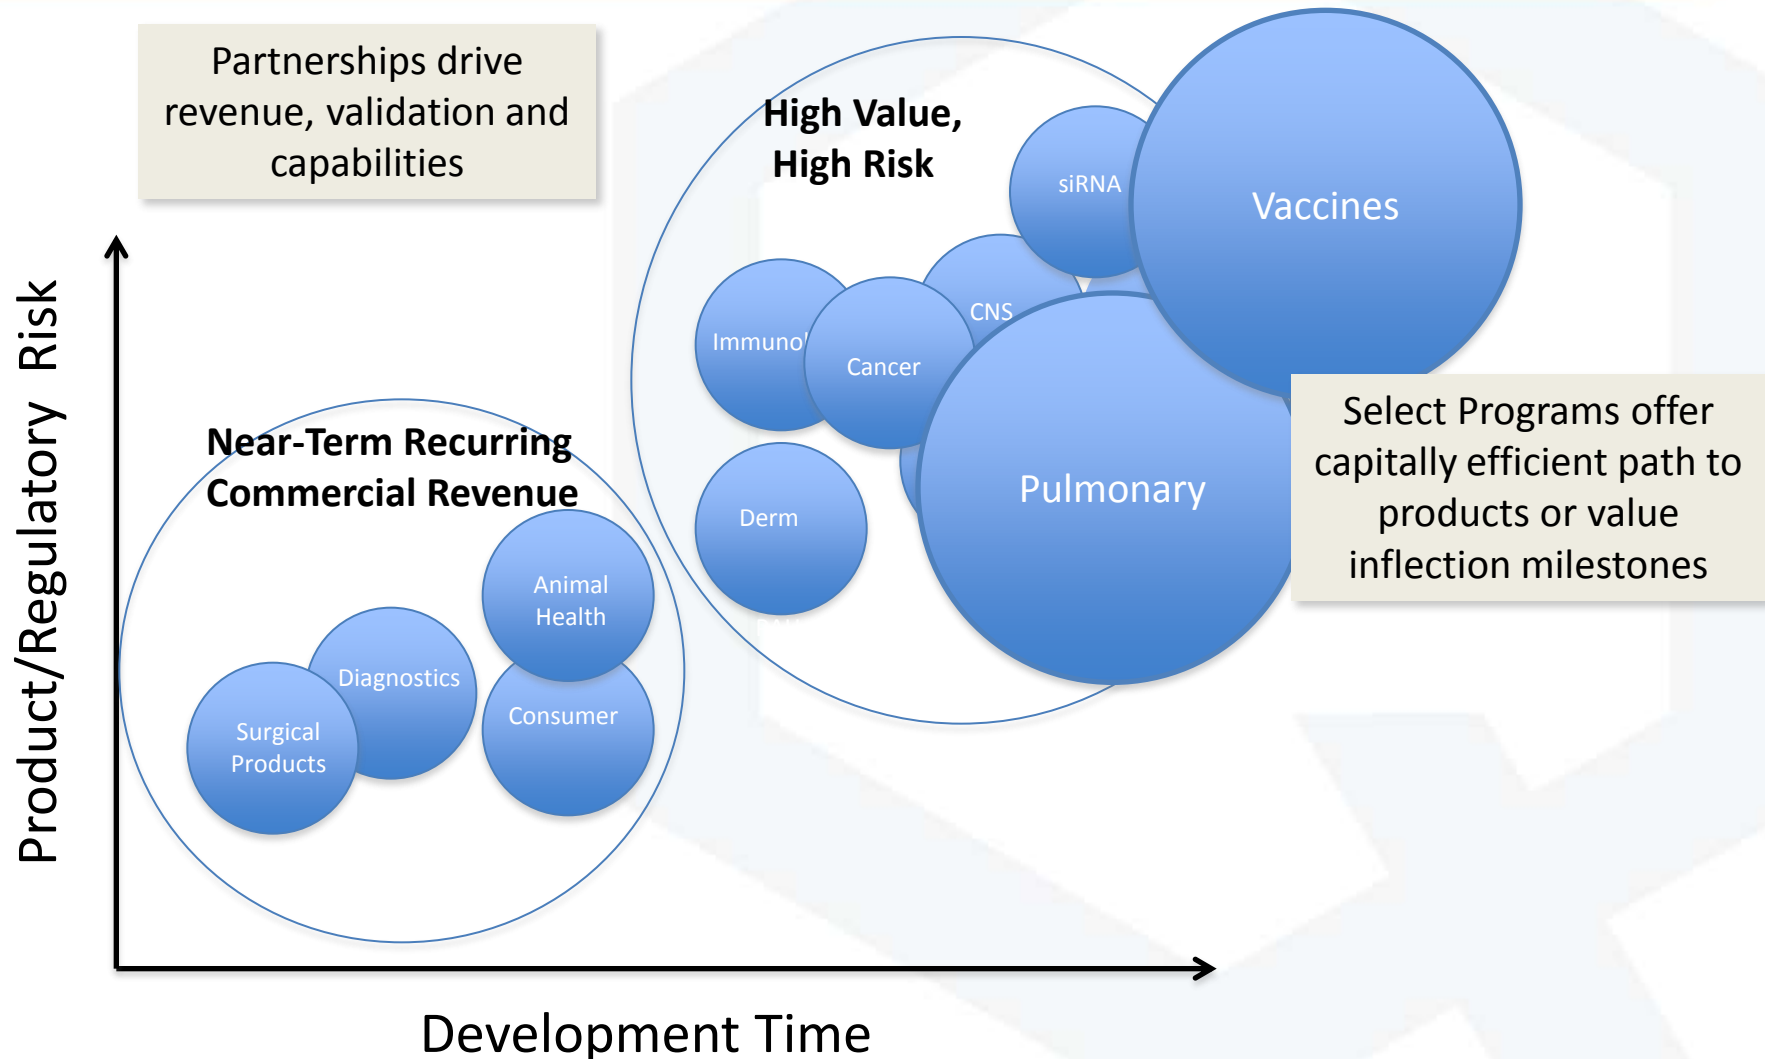 Partnerships drive
revenue, validation and
capabilities
High Value,
High Risk
siRNA
Vaccines
CNS
Immunol
Cancer
Pulmonary
Derm
Select Programs offer
capitally efficient path to
products or value
inflection milestones
Near-Term Recurring
Commercial Revenue
Animal
Health
Diagnostics
Consumer
Surgical
Products
Product/Regulatory Risk
Development Time